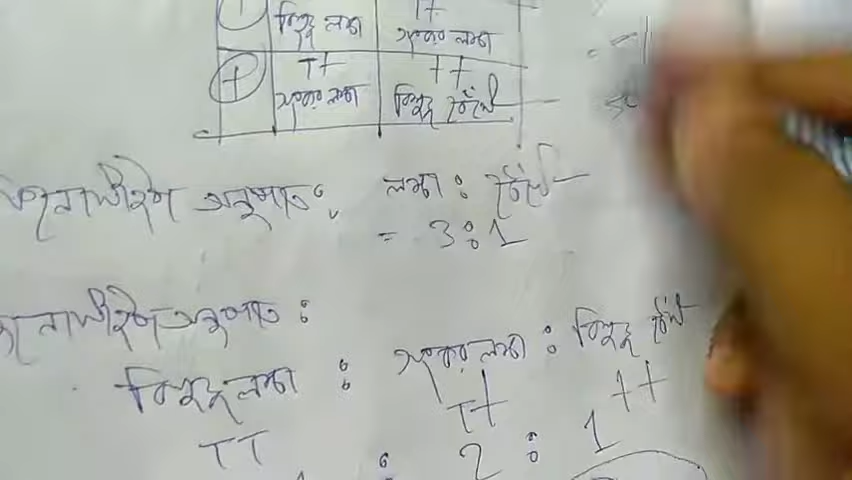 T Tt
বিশুদ্ধ লম্বা সংকর লম্বা
t Tt tt
সংকর লম্বা বিশুদ্ধ বেঁটে
ফেনোটাইপ অনুপাত: লম্বা : বেঁটে
= 3:1
জেনোটাইপ অনুপাত :
বিশুদ্ধ লম্বা : সংকর লম্বা : বিশুদ্ধ বেঁটে
TT Tt tt
: 2 : 1